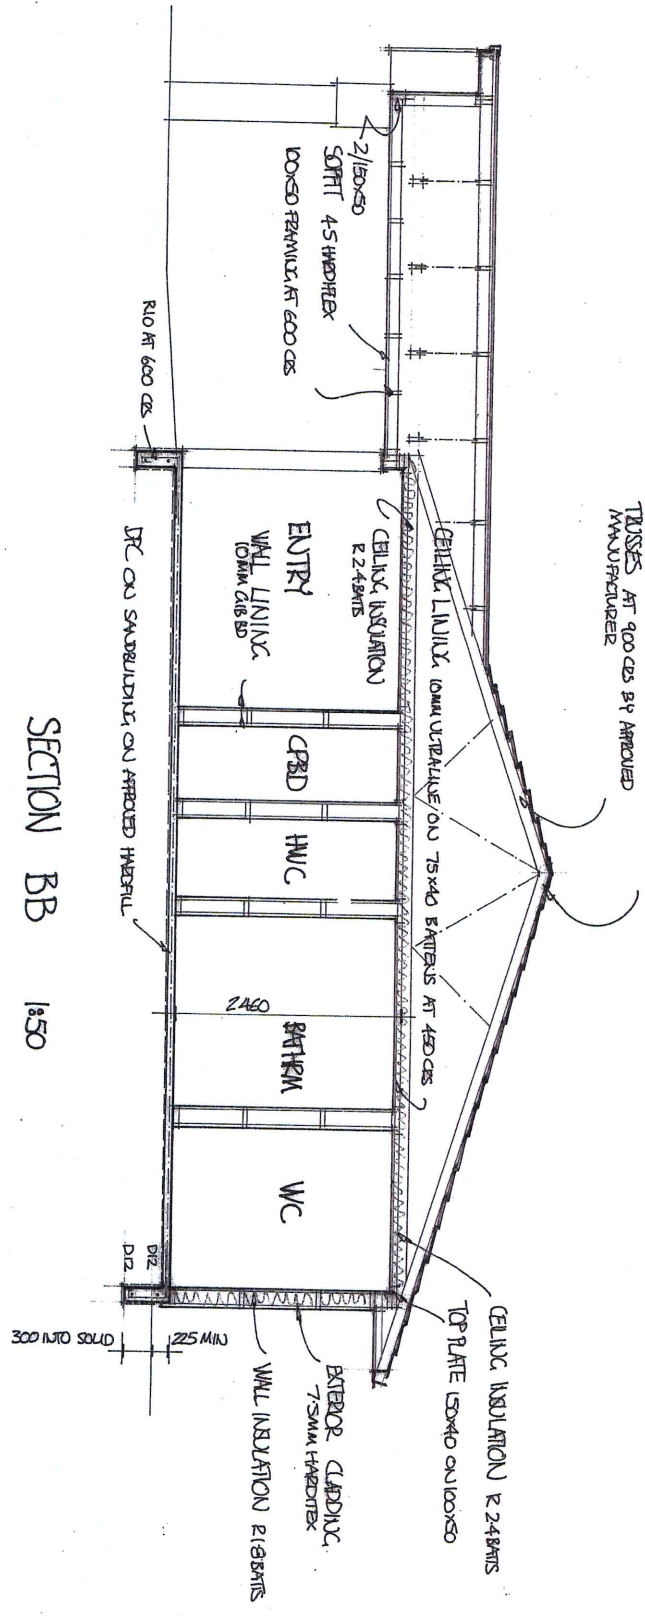 TRUSSES AT 900 CRS BY APPROVED
MANUFACTURER
2/150x50
SOFFIT 4.5 HARDIFLEX
100x50 FRAMING AT 600 CRS
CEILING LINING 10MM ULTRALINE ON 75x40 BATTENS AT 450 CRS
CEILING INSULATION
R 2.4 BATTS
CEILING INSULATION R 2.4 BATTS
TOP PLATE 150x40 ON 100x50
ENTRY
WALL LINING
10MM GIB BD
CPBD
HWC
BATHRM
WC
2460
EXTERIOR CLADDING
7.5MM HARDITEX
WALL INSULATION R 1.8 BATTS
R10 AT 600 CRS
DPC ON SANDBLINDING ON APPROVED HARDFILL
D12
D12
225 MIN
300 INTO SOLID
SECTION BB 1:50